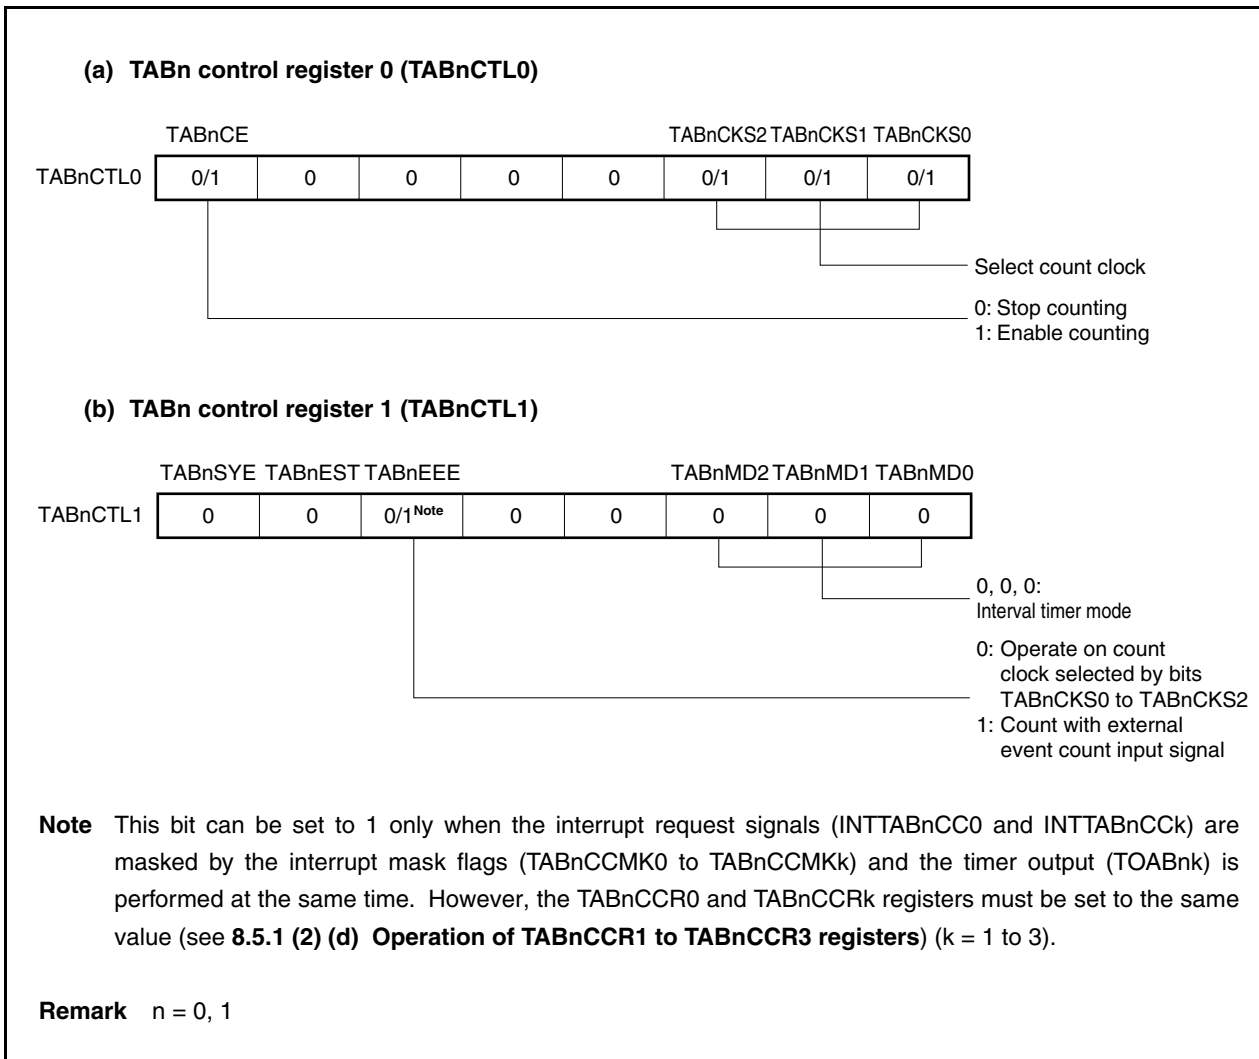 (a) TABn control register 0 (TABnCTL0)
TABnCE TABnCKS2 TABnCKS1 TABnCKS0
TABnCTL0 0/1 0 0 0 0 0/1 0/1 0/1
Select count clock
0: Stop counting
1: Enable counting
(b) TABn control register 1 (TABnCTL1)
TABnSYE TABnEST TABnEEE TABnMD2 TABnMD1 TABnMD0
TABnCTL1 0 0 0/1Note 0 0 0 0 0
0, 0, 0:
Interval timer mode
0: Operate on count
clock selected by bits
TABnCKS0 to TABnCKS2
1: Count with external
event count input signal
Note This bit can be set to 1 only when the interrupt request signals (INTTABnCC0 and INTTABnCCk) are
masked by the interrupt mask flags (TABnCCMK0 to TABnCCMKk) and the timer output (TOABnk) is
performed at the same time. However, the TABnCCR0 and TABnCCRk registers must be set to the same
value (see 8.5.1 (2) (d) Operation of TABnCCR1 to TABnCCR3 registers) (k = 1 to 3).
Remark n = 0, 1